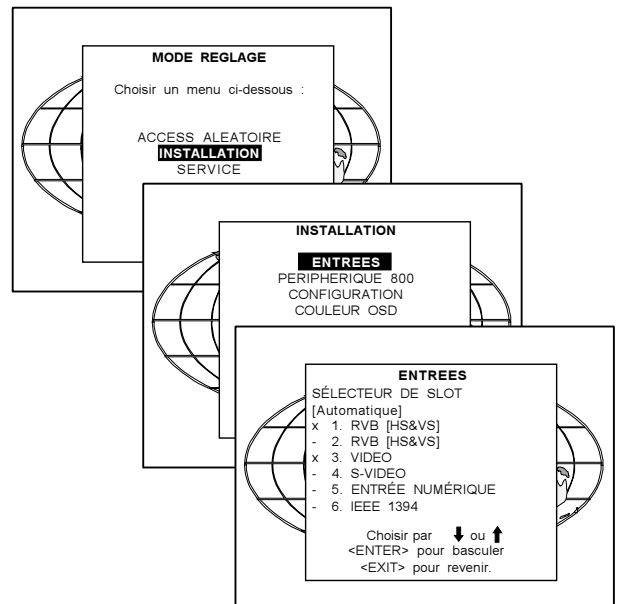 MODE REGLAGE
Choisir un menu ci-dessous :
ACCESS ALEATOIRE
INSTALLATION
SERVICE
INSTALLATION
ENTREES
PERIPHERIQUE 800
CONFIGURATION
COULEUR OSD
ENTREES
SÉLECTEUR DE SLOT
[Automatique]
x 1. RVB [HS&VS]
- 2. RVB [HS&VS]
x 3. VIDEO
- 4. S-VIDEO
- 5. ENTRÉE NUMÉRIQUE
- 6. IEEE 1394
Choisir par ⬇ ou ⬆
<ENTER> pour basculer
<EXIT> pour revenir.